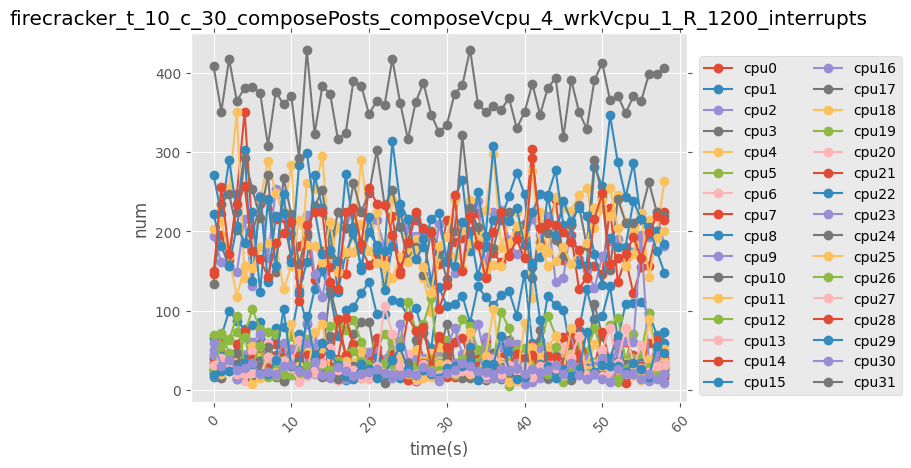 firecracker_t_10_c_30_composePosts_composeVcpu_4_wrkVcpu_1_R_1200_interrupts
400
300
200
100
0
num
0 10 20 30 40 50 60
time(s)
cpu0 cpu16
cpu1 cpu17
cpu2 cpu18
cpu3 cpu19
cpu4 cpu20
cpu5 cpu21
cpu6 cpu22
cpu7 cpu23
cpu8 cpu24
cpu9 cpu25
cpu10 cpu26
cpu11 cpu27
cpu12 cpu28
cpu13 cpu29
cpu14 cpu30
cpu15 cpu31